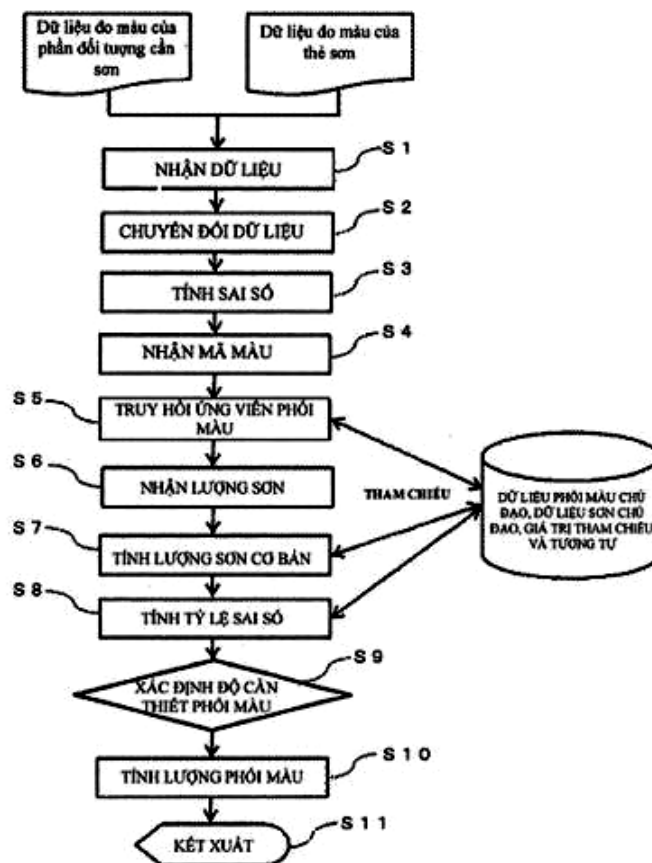 Dữ liệu đo màu của
phần đối tượng cần
sơn
Dữ liệu đo màu của
thẻ sơn
S 1
NHẬN DỮ LIỆU
S 2
CHUYỂN ĐỔI DỮ LIỆU
S 3
TÍNH SAI SỐ
S 4
NHẬN MÃ MÀU
S 5
TRUY HỒI ỨNG VIÊN PHỐI
MÀU
S 6
NHẬN LƯỢNG SƠN
THAM CHIẾU
DỮ LIỆU PHỐI MÀU CHỦ
ĐẠO, DỮ LIỆU SƠN CHỦ
ĐẠO, GIÁ TRỊ THAM CHIẾU
VÀ TƯƠNG TỰ
S 7
TÍNH LƯỢNG SƠN CƠ BẢN
S 8
TÍNH TỶ LỆ SAI SỐ
S 9
XÁC ĐỊNH ĐỘ CẦN
THIẾT PHỐI MÀU
S 1 0
TÍNH LƯỢNG PHỐI MÀU
S 1 1
KẾT XUẤT